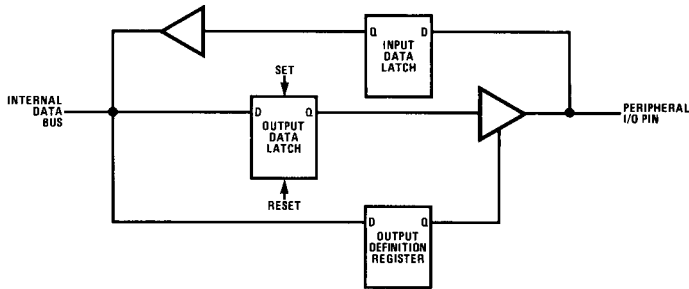 Q D
INPUT
DATA
LATCH
SET
INTERNAL
DATA
BUS
D Q
OUTPUT
DATA
LATCH
PERIPHERAL
I/O PIN
RESET
D Q
OUTPUT
DEFINITION
REGISTER